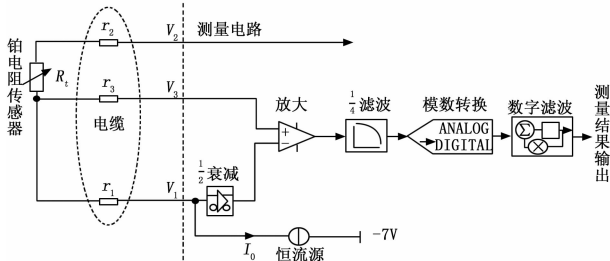 r₂
V₂
测量电路
铂电阻传感器
Rₜ
r₃
V₃
电缆
放大
1/4 滤波
模数转换
数字滤波
ANALOG
DIGITAL
+
−
Σ
测量结果输出
r₁
V₁
1/2 衰减
I₀
恒流源
-7V